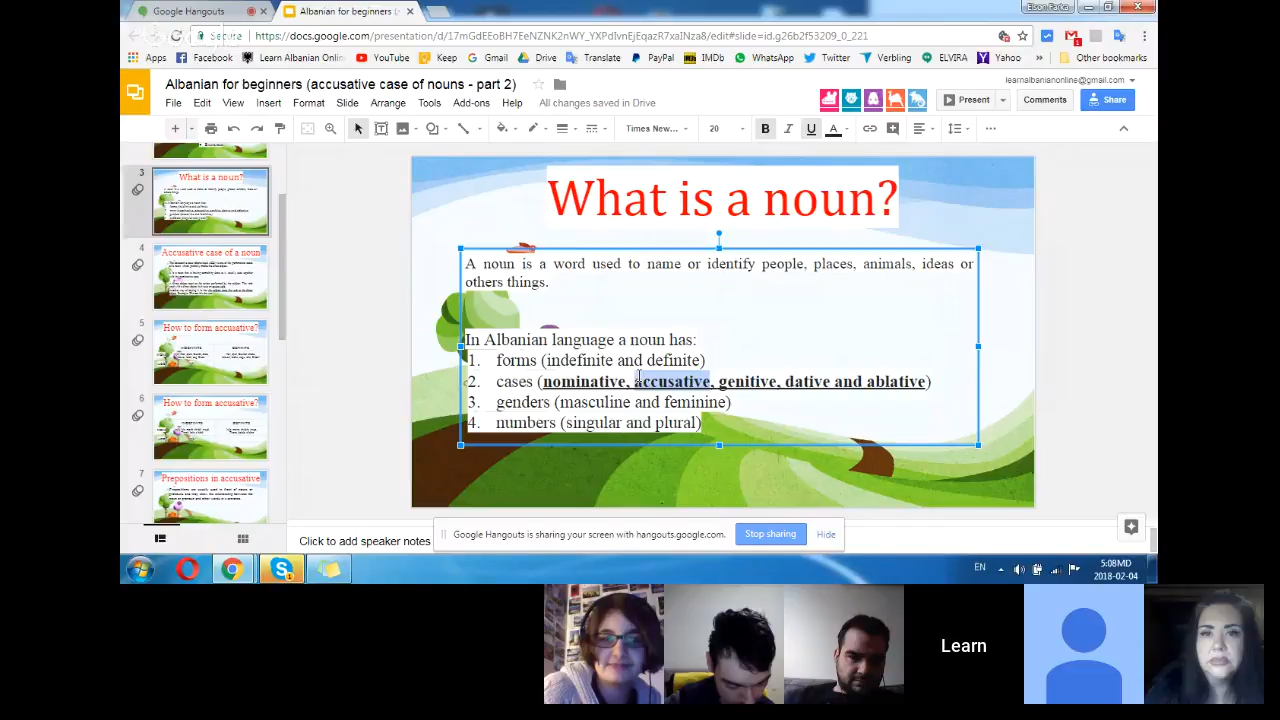 Google Hangouts
Albanian for beginners (
Secure
https://docs.google.com/presentation/d/17mGdEEoBH7EeNZNK2nWY_YXPdIvnEjEqazR7xaINza8/edit#slide=id.g26b2f53209_0_221
Apps
Facebook
Learn Albanian Onlin
YouTube
Keep
Gmail
Drive
Translate
PayPal
IMDb
WhatsApp
Twitter
Verbling
ELVIRA
Yahoo
Other bookmarks
Albanian for beginners (accusative case of nouns - part 2)
learnalbanianonline@gmail.com
File Edit View Insert Format Slide Arrange Tools Add-ons Help All changes saved in Drive
Present
Comments
Share
Times New...
20
B I U A
3
What is a noun?
4
Accusative case of a noun
5
How to form accusative?
6
How to form accusative?
7
Prepositions in accusative
What is a noun?
A noun is a word used name or identify people, places, animals, ideas or
others things.
In Albanian language a noun has:
1. forms (indefinite and definite)
2. cases (nominative, accusative, genitive, dative and ablative)
3. genders (masculine and feminine)
4. numbers (singular and plural)
Google Hangouts is sharing your screen with hangouts.google.com.
Stop sharing
Hide
Click to add speaker notes
EN
5:08MD
2018-02-04
Learn